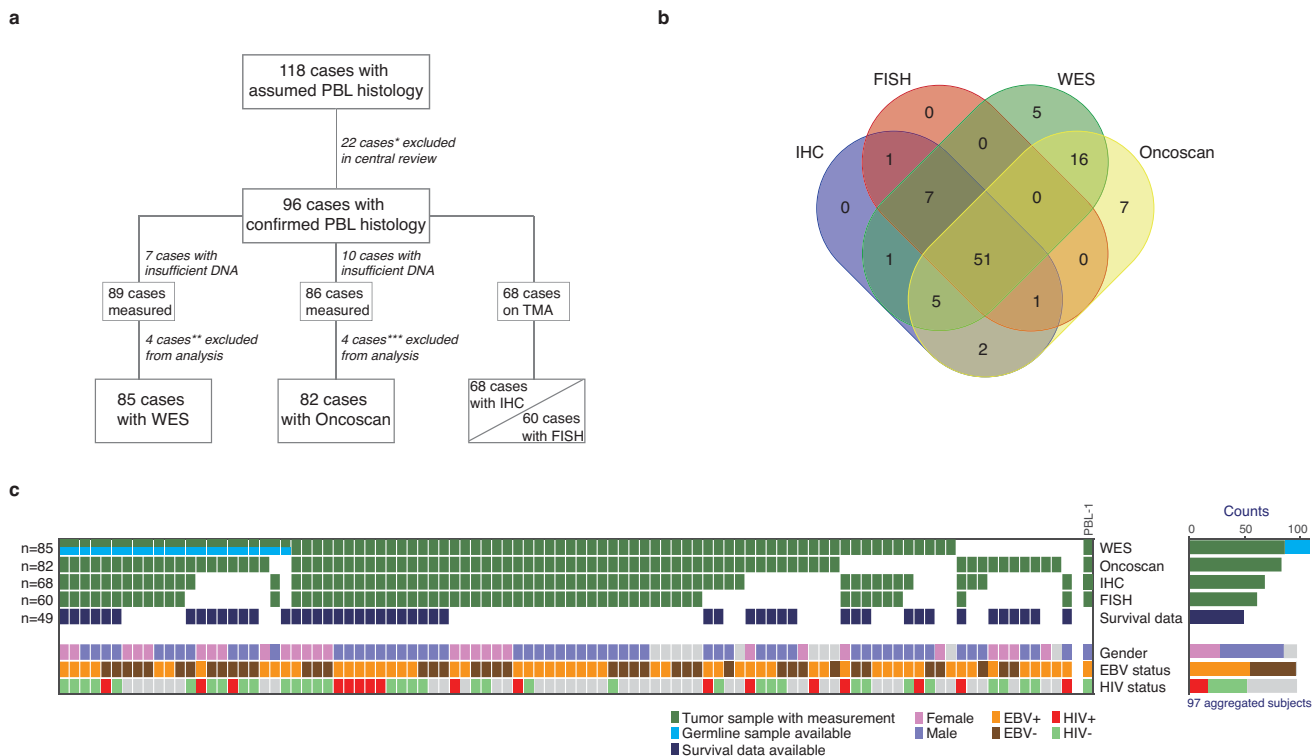 a
118 cases with
assumed PBL histology
22 cases* excluded
in central review
96 cases with
confirmed PBL histology
7 cases with
insufficient DNA
10 cases with
insufficient DNA
89 cases
measured
86 cases
measured
68 cases
on TMA
4 cases** excluded
from analysis
4 cases*** excluded
from analysis
85 cases
with WES
82 cases
with Oncoscan
68 cases
with IHC
60 cases
with FISH
b
FISH
WES
IHC
Oncoscan
0
5
0
1
16
7
0
0
7
1
51
0
5
1
2
c
PBL-1
Counts
0 50 100
n=85 WES
n=82 Oncoscan
n=68 IHC
n=60 FISH
n=49 Survival data
Gender
EBV status
HIV status
97 aggregated subjects
Tumor sample with measurement Female EBV+ HIV+
Germline sample available Male EBV- HIV-
Survival data available